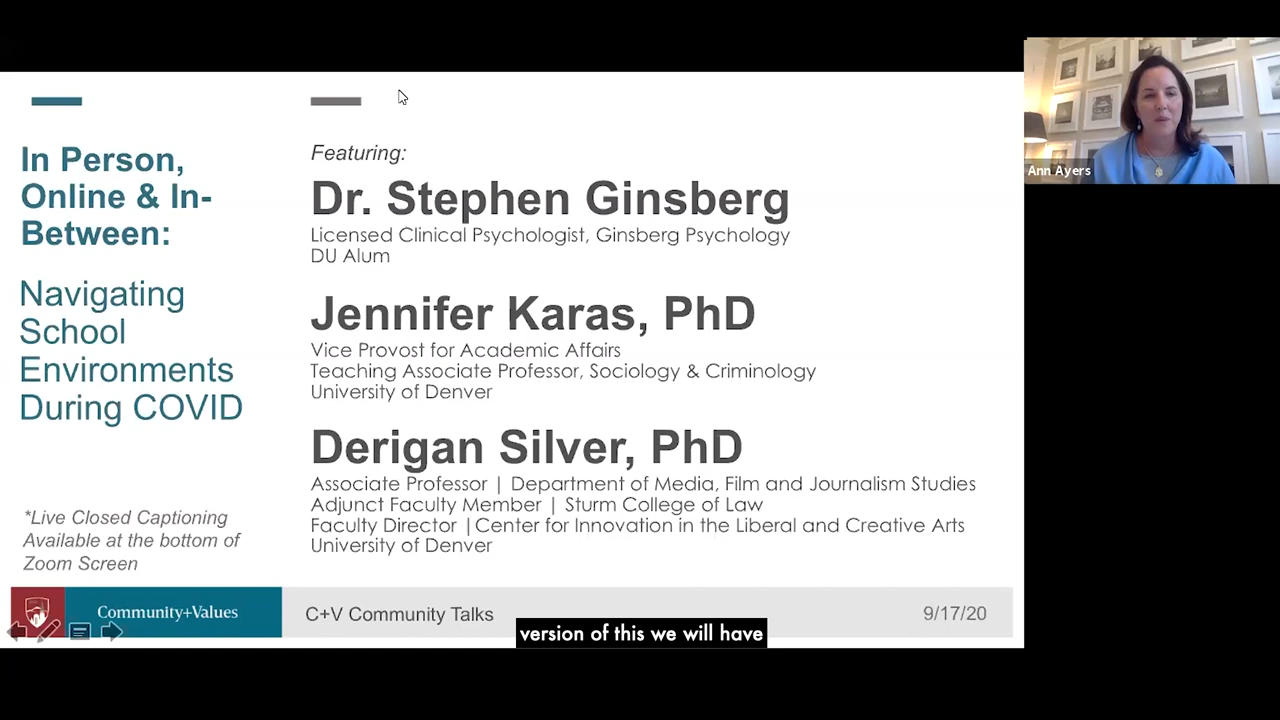 In Person,
Online & In-
Between:
Navigating
School
Environments
During COVID
*Live Closed Captioning
Available at the bottom of
Zoom Screen
Featuring:
Dr. Stephen Ginsberg
Licensed Clinical Psychologist, Ginsberg Psychology
DU Alum
Jennifer Karas, PhD
Vice Provost for Academic Affairs
Teaching Associate Professor, Sociology & Criminology
University of Denver
Derigan Silver, PhD
Associate Professor | Department of Media, Film and Journalism Studies
Adjunct Faculty Member | Sturm College of Law
Faculty Director |Center for Innovation in the Liberal and Creative Arts
University of Denver
Community+Values
C+V Community Talks
9/17/20
version of this we will have
Ann Ayers